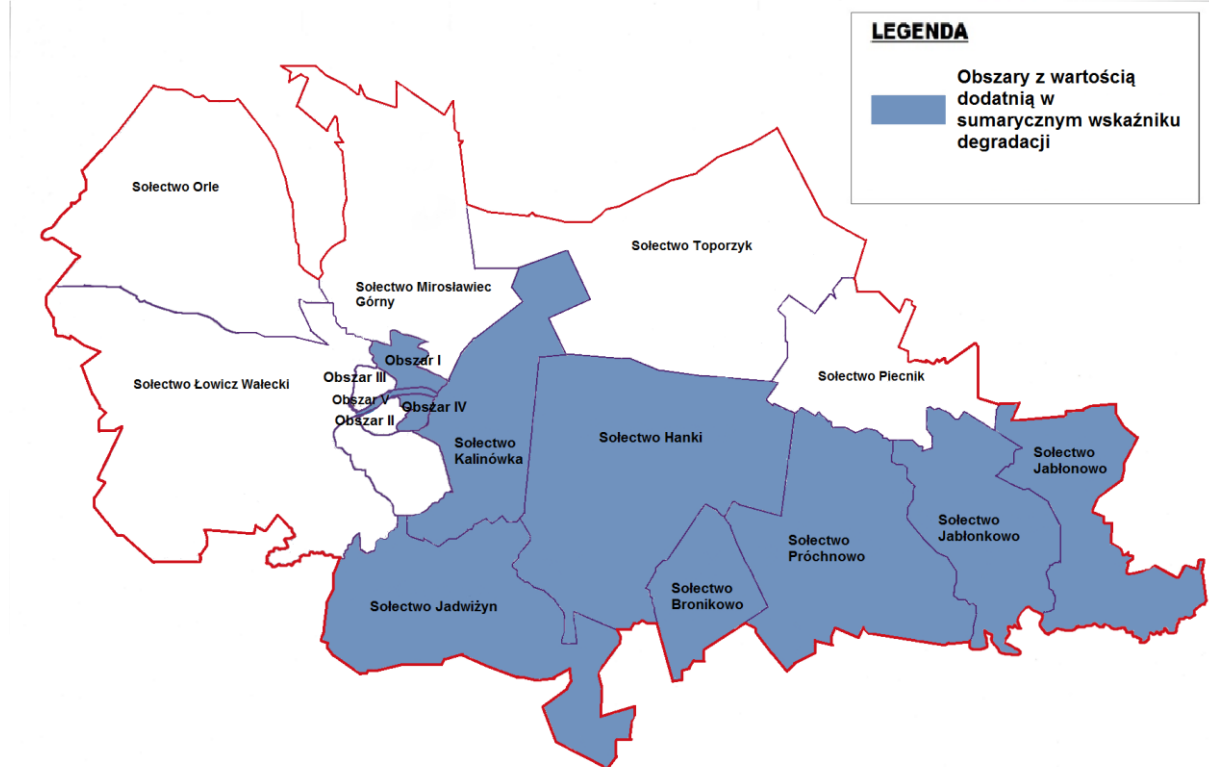 LEGENDA
Obszary z wartością
dodatnią w
sumarycznym wskaźniku
degradacji
Sołectwo Orle
Sołectwo Toporzyk
Sołectwo Mirosławiec
Górny
Obszar I
Sołectwo Łowicz Wałecki
Obszar III
Sołectwo Piecnik
Obszar V
Obszar IV
Obszar II
Sołectwo
Kalinówka
Sołectwo Hanki
Sołectwo
Jabłonowo
Sołectwo
Jabłonkowo
Sołectwo
Próchnowo
Sołectwo
Bronikowo
Sołectwo Jadwiżyn